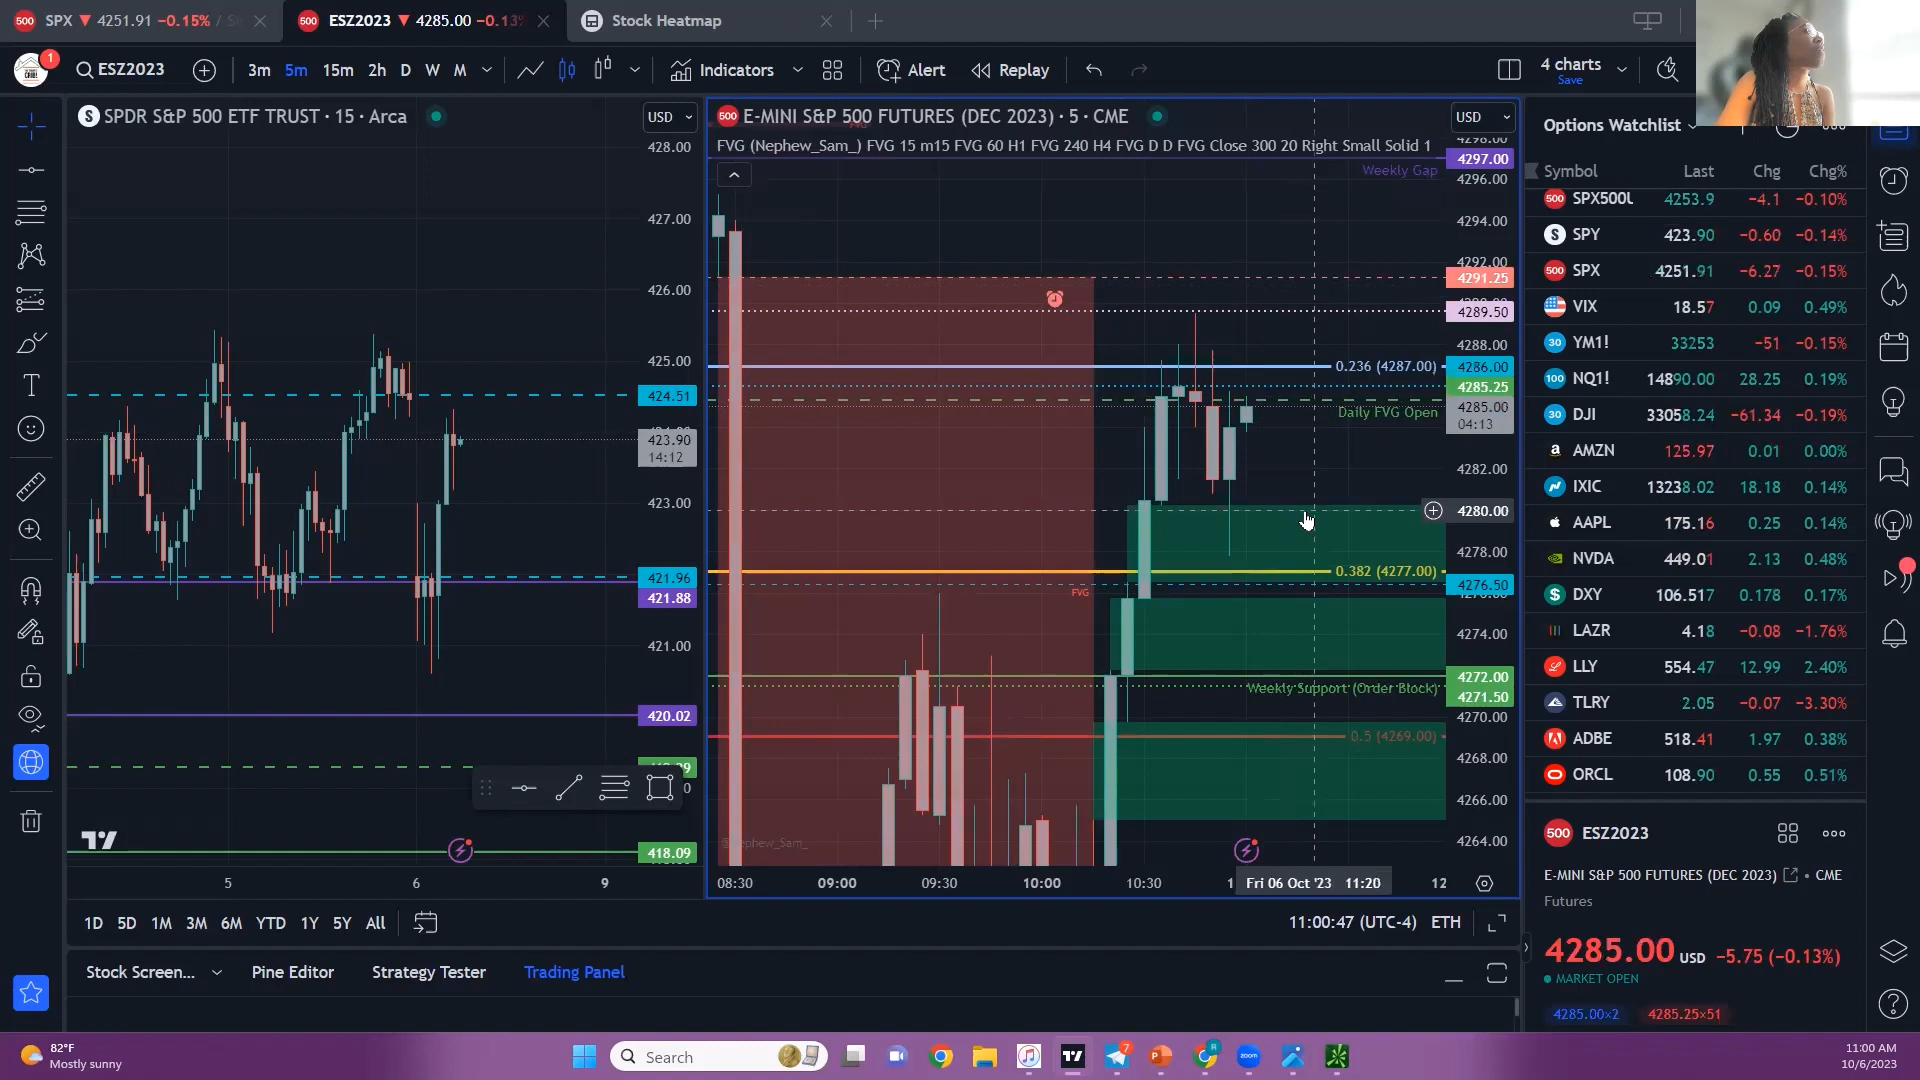 500 SPX ▼ 4251.91 −0.15% /
500 ESZ2023 ▼ 4285.00 −0.13%
Stock Heatmap
1
ESZ2023
3m 5m 15m 2h D W M
Indicators
Alert
Replay
4 charts
Save
S SPDR S&P 500 ETF TRUST · 15 · Arca
USD
428.00
427.00
426.00
425.00
424.51
423.90
14:12
423.00
421.96
421.88
421.00
420.02
418.09
5
6
9
500 E-MINI S&P 500 FUTURES (DEC 2023) · 5 · CME
USD
FVG (Nephew_Sam_) FVG 15 m15 FVG 60 H1 FVG 240 H4 FVG D D FVG Close 300 20 Right Small Solid 1
4298.00
4297.00
Weekly Gap
4296.00
4294.00
4292.00
4291.25
4289.50
4288.00
0.236 (4287.00)
4286.00
4285.25
Daily FVG Open
4285.00
04:13
4282.00
4280.00
4278.00
0.382 (4277.00)
4276.50
FVG
4274.00
4272.00
Weekly Support (Order Block)
4271.50
4270.00
0.5 (4269.00)
4268.00
4266.00
4264.00
08:30
09:00
09:30
10:00
10:30
Fri 06 Oct '23 11:20
12
1D 5D 1M 3M 6M YTD 1Y 5Y All
11:00:47 (UTC-4) ETH
Stock Screen...
Pine Editor
Strategy Tester
Trading Panel
Options Watchlist
Symbol Last Chg Chg%
500 SPX500U 4253.9 −4.1 −0.10%
S SPY 423.90 −0.60 −0.14%
500 SPX 4251.91 −6.27 −0.15%
VIX 18.57 0.09 0.49%
30 YM1! 33253 −51 −0.15%
100 NQ1! 14890.00 28.25 0.19%
30 DJI 33058.24 −61.34 −0.19%
a AMZN 125.97 0.01 0.00%
IXIC 13238.02 18.18 0.14%
AAPL 175.16 0.25 0.14%
NVDA 449.01 2.13 0.48%
$ DXY 106.517 0.178 0.17%
LAZR 4.18 −0.08 −1.76%
LLY 554.47 12.99 2.40%
TLRY 2.05 −0.07 −3.30%
ADBE 518.41 1.97 0.38%
ORCL 108.90 0.55 0.51%
500 ESZ2023
E-MINI S&P 500 FUTURES (DEC 2023) • CME
Futures
4285.00 USD −5.75 (−0.13%)
MARKET OPEN
4285.00×2 4285.25×51
82°F
Mostly sunny
Search
7
zoom
11:00 AM
10/6/2023